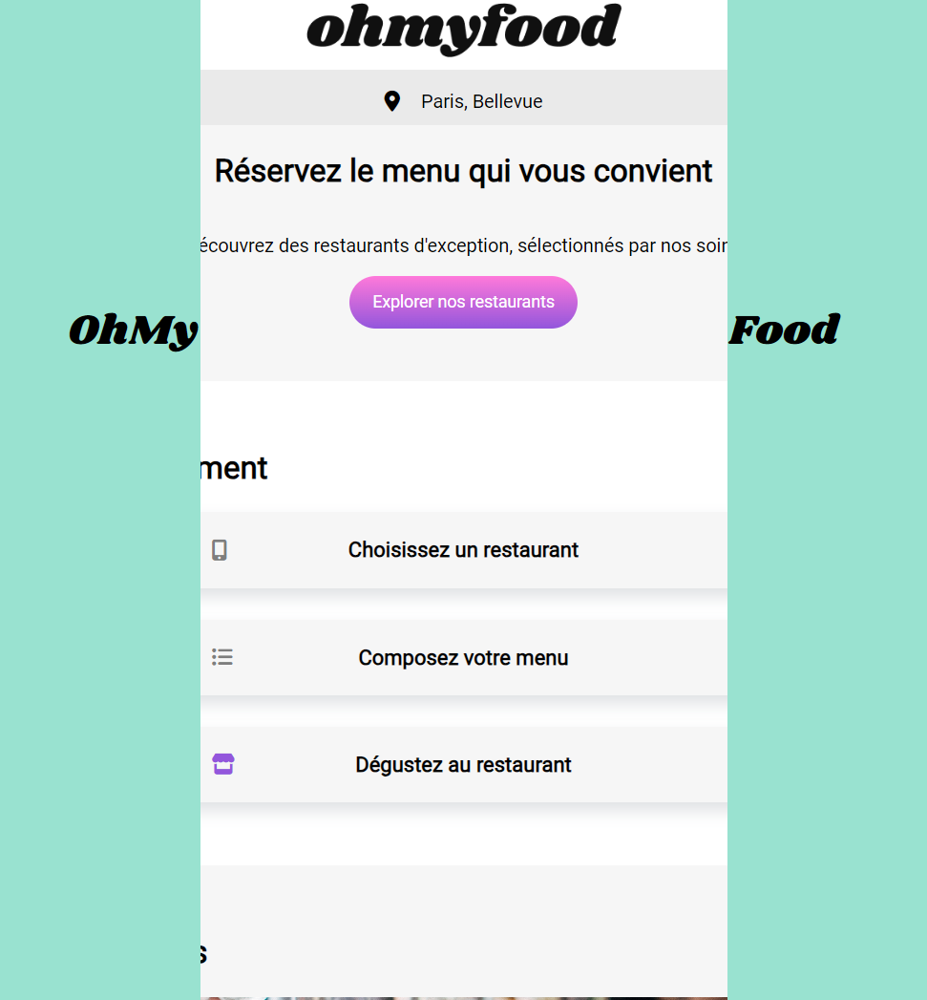 ohmyfood
Paris, Bellevue
Réservez le menu qui vous convient
écouvrez des restaurants d'exception, sélectionnés par nos soir
Explorer nos restaurants
OhMy Food
ment
Choisissez un restaurant
Composez votre menu
Dégustez au restaurant
s